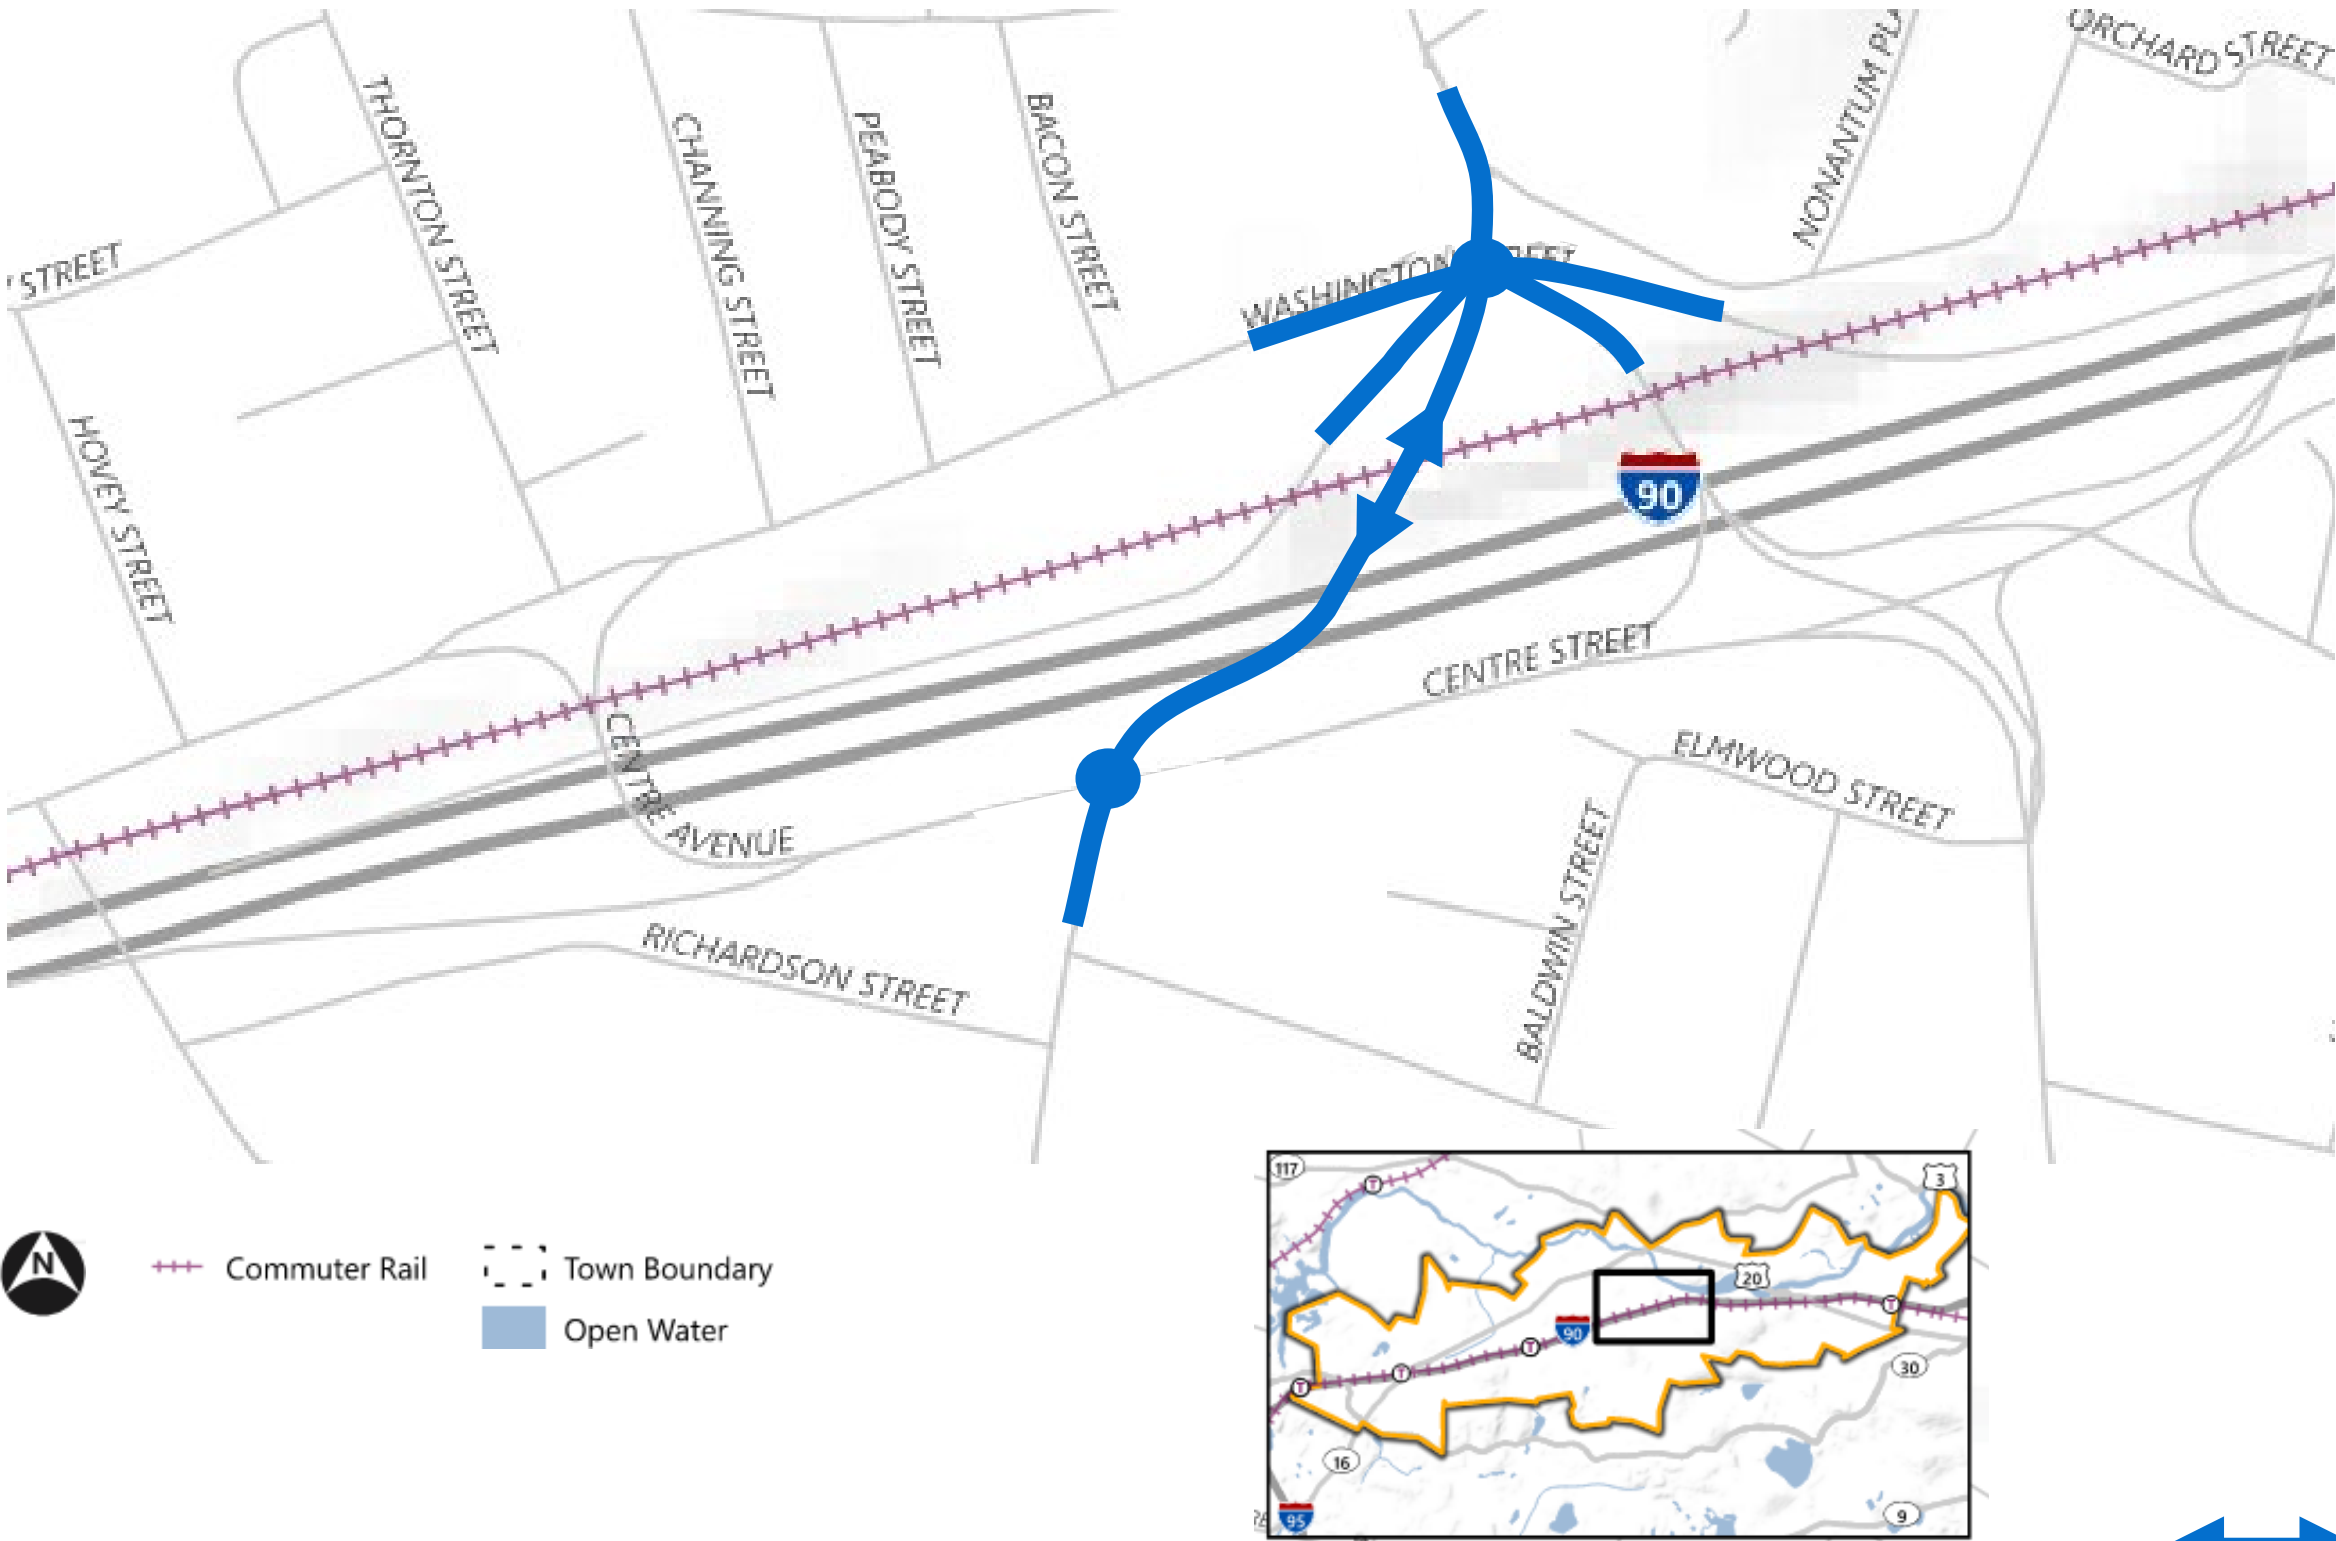 ORCHARD STREET
NONANTUM PL
THORNTON STREET
CHANNING STREET
PEABODY STREET
BACON STREET
STREET
WASHINGTON STREET
HOVEY STREET
90
CENTRE STREET
CENTRE AVENUE
ELMWOOD STREET
BALDWIN STREET
RICHARDSON STREET
N
Commuter Rail
Town Boundary
Open Water
117
T
3
20
T
90
T
T
T
30
16
95
9